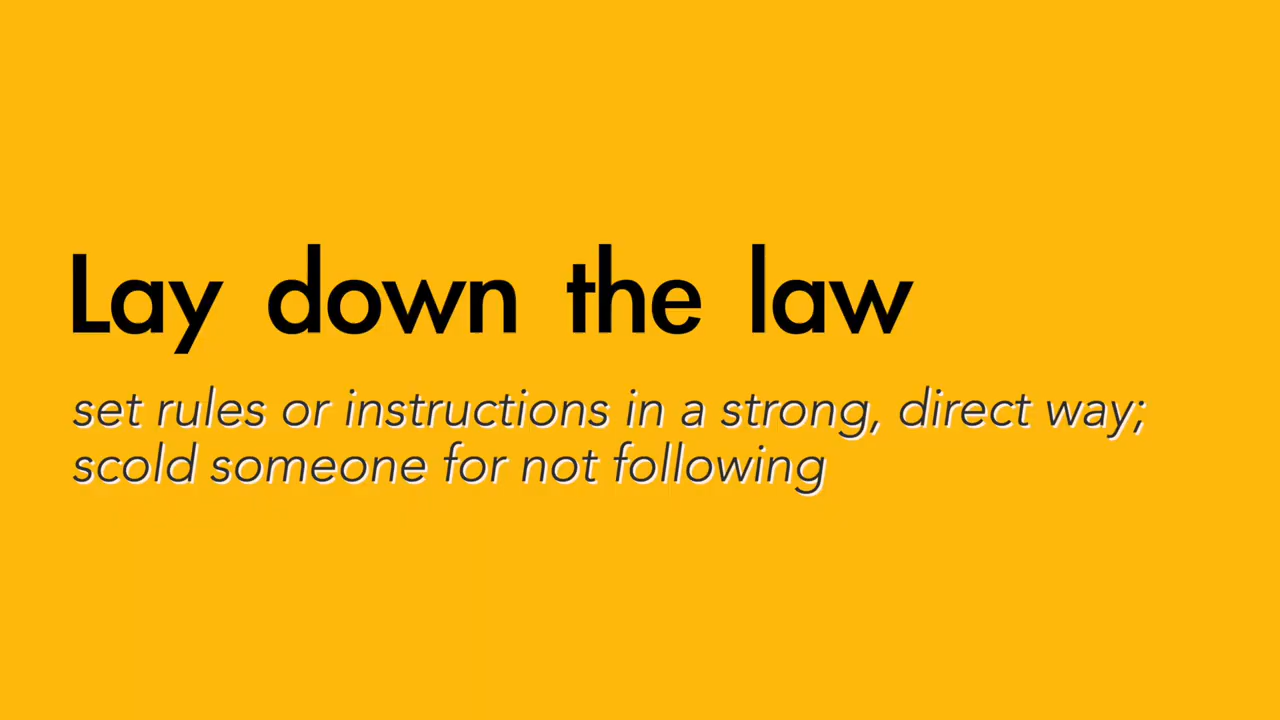 Lay down the law
set rules or instructions in a strong, direct way;
scold someone for not following